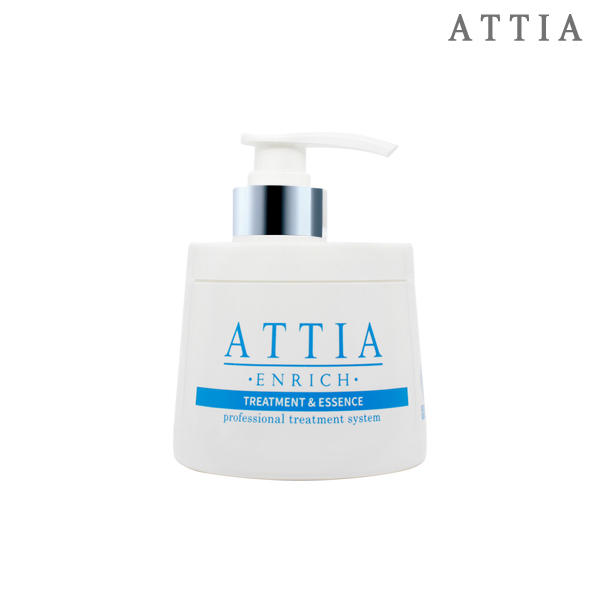 ATTIA
ATTIA
·ENRICH·
TREATMENT & ESSENCE
professional treatment system